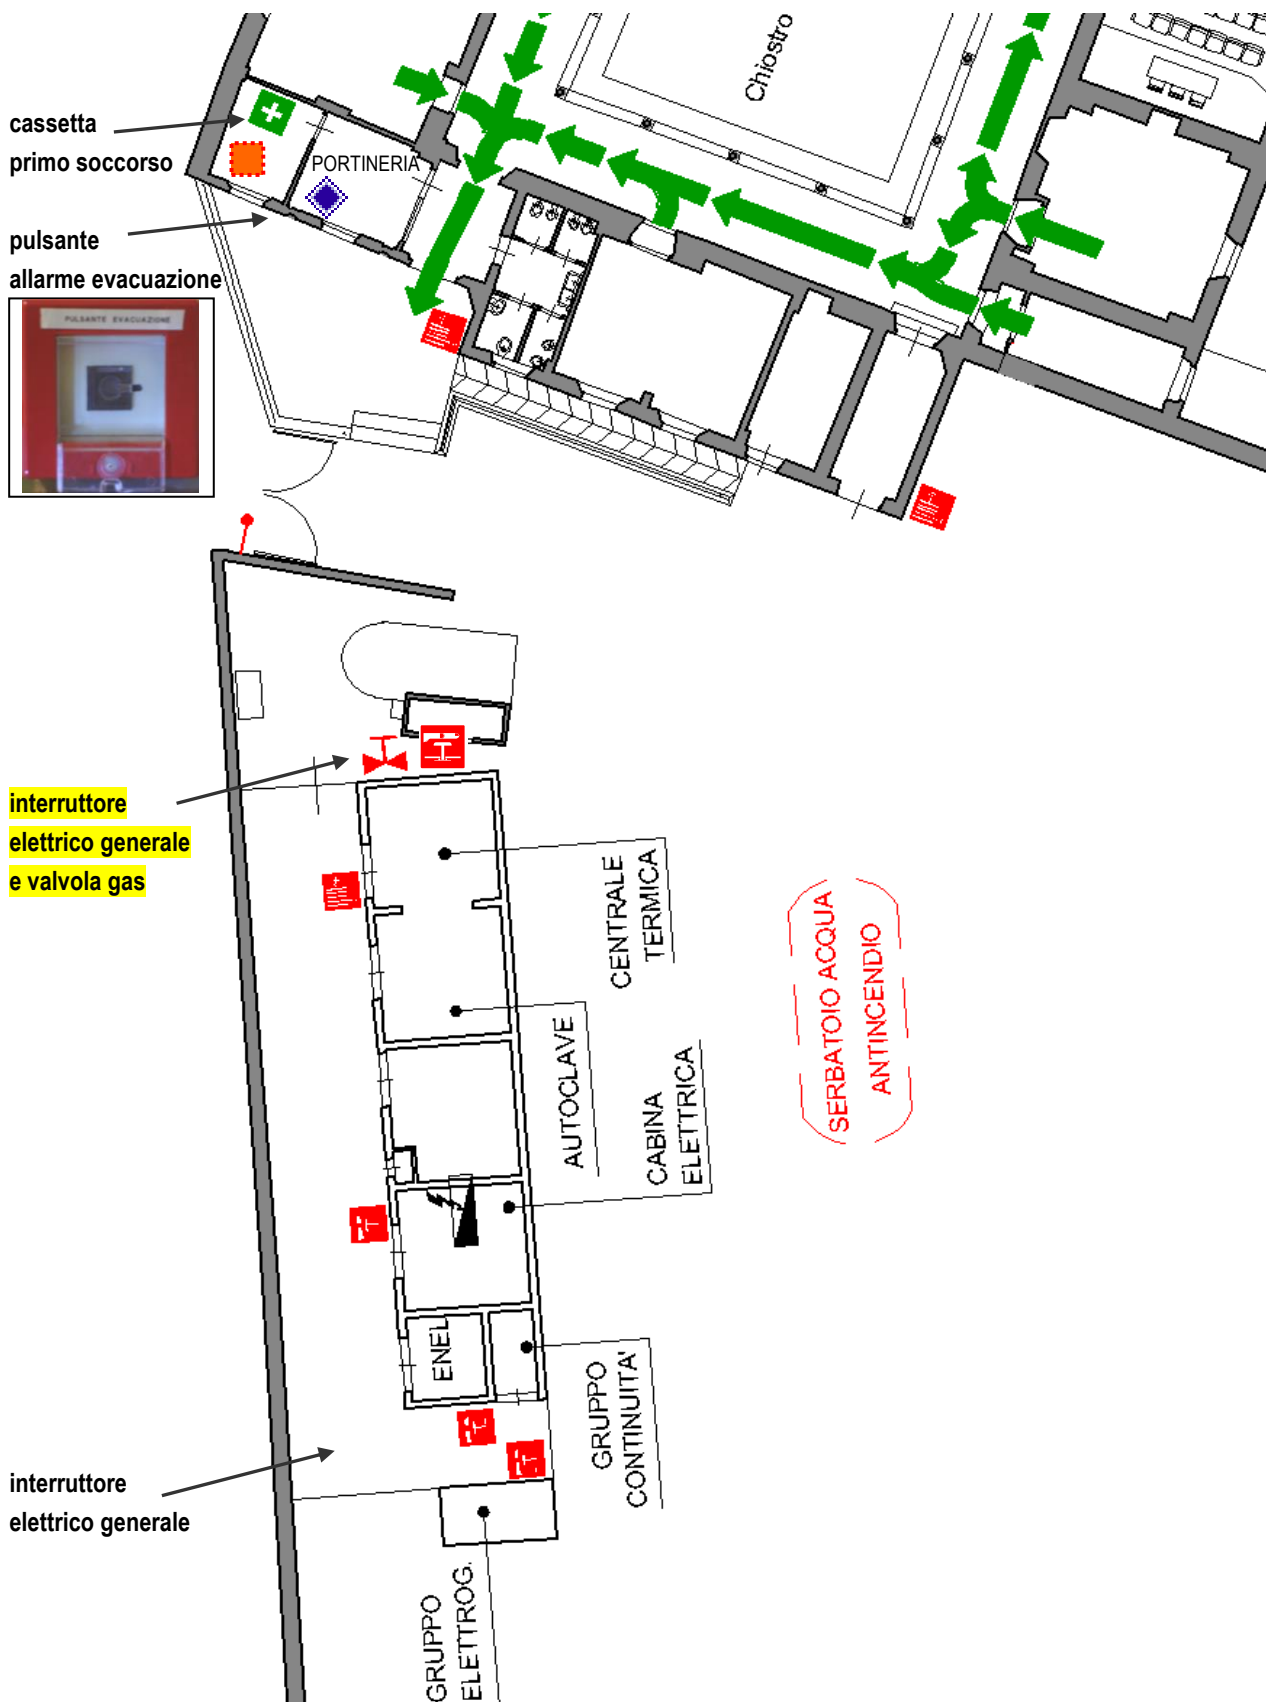 Chiostro
cassetta
primo soccorso
PORTINERIA
pulsante
allarme evacuazione
PULSANTE EVACUAZIONE
interruttore
elettrico generale
e valvola gas
CENTRALE
TERMICA
SERBATOIO ACQUA
ANTINCENDIO
AUTOCLAVE
CABINA
ELETTRICA
ENEL
GRUPPO
CONTINUITA'
interruttore
elettrico generale
GRUPPO
ELETTROG.